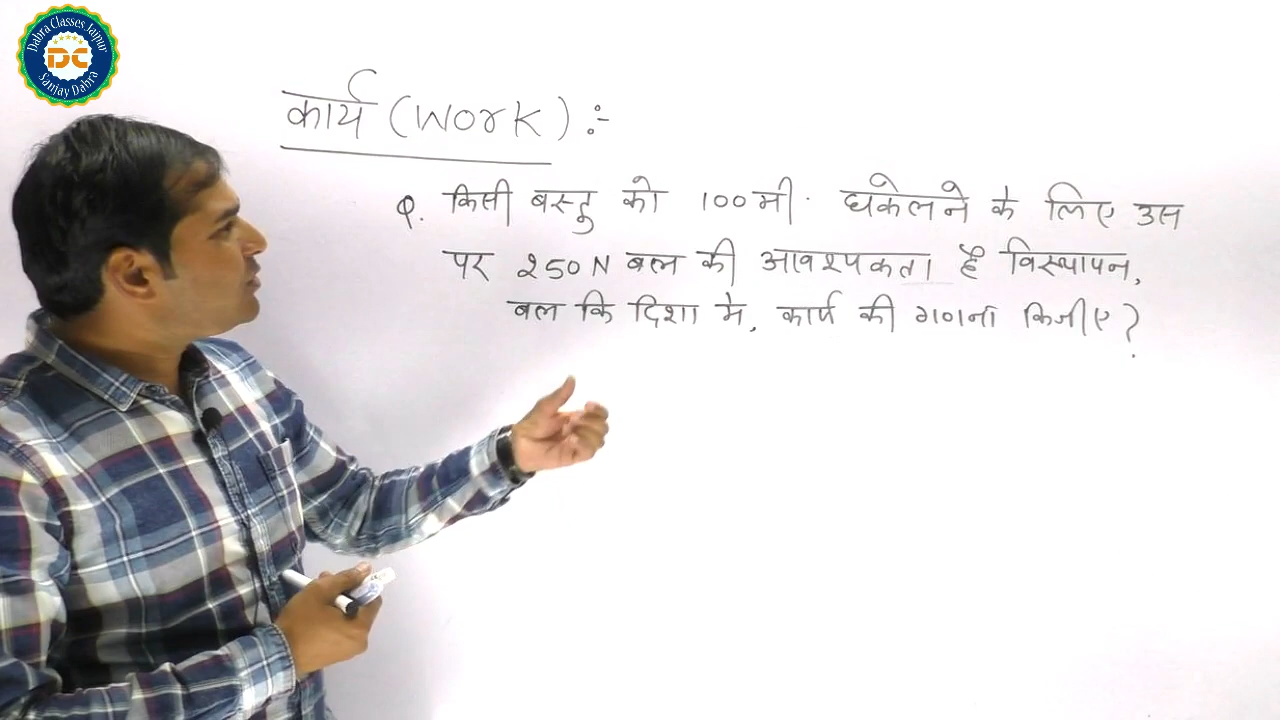 Dabra Classes Jaipur
DC
Sanjay Dabra
कार्य (Work) :-
Q. किसी बस्तु को 100मी. धकेलने के लिए उस
पर 250N बल की आवश्यकता है विस्थापन,
बल कि दिशा मे, कार्य की गणना किजीए?